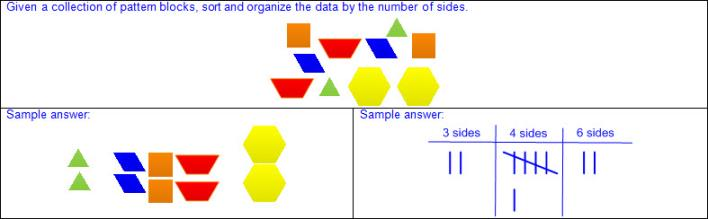 Given a collection of pattern blocks, sort and organize the data by the number of sides.
Sample answer:
Sample answer:
3 sides 4 sides 6 sides